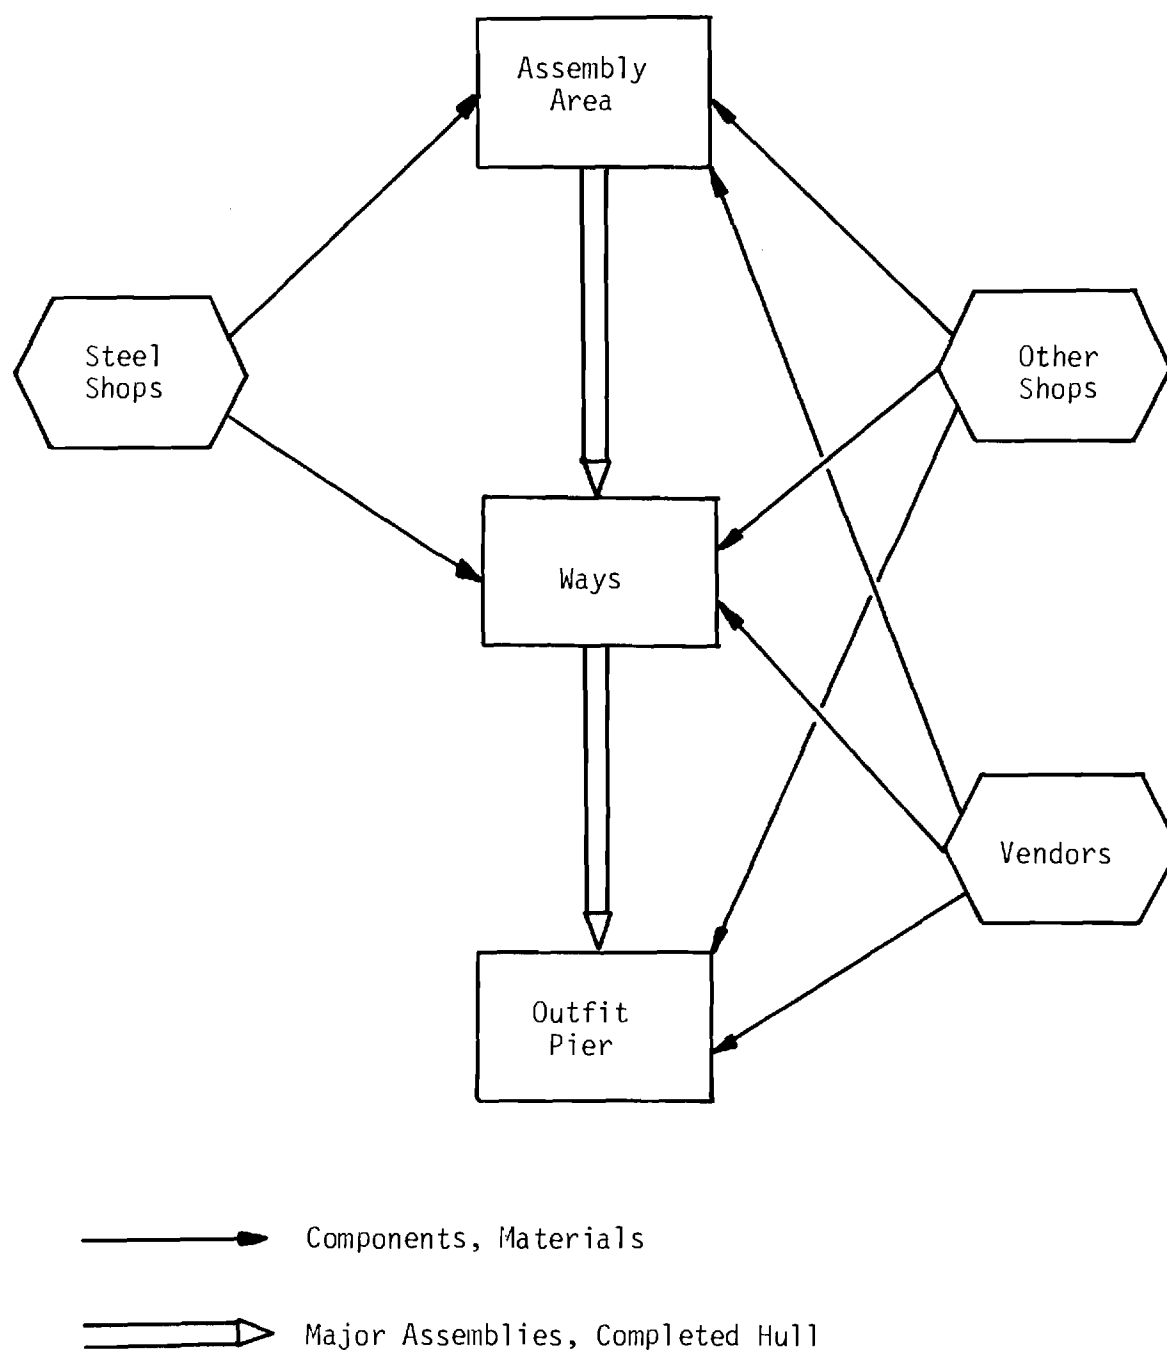 Assembly
Area
Steel
Shops
Other
Shops
Ways
Vendors
Outfit
Pier
Components, Materials
Major Assemblies, Completed Hull